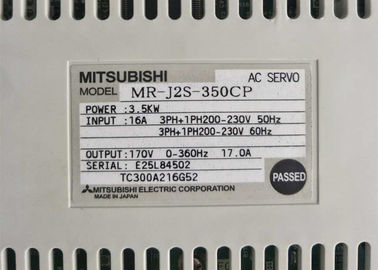 MITSUBISHI AC SERVO
MODEL MR-J2S-350CP
POWER : 3.5KW
INPUT : 16A 3PH+1PH200-230V 50Hz
3PH+1PH200-230V 60Hz
OUTPUT: 170V 0-360Hz 17.0A
SERIAL: E25L84502
TC300A216G52
PASSED
MITSUBISHI ELECTRIC CORPORATION
MADE IN JAPAN